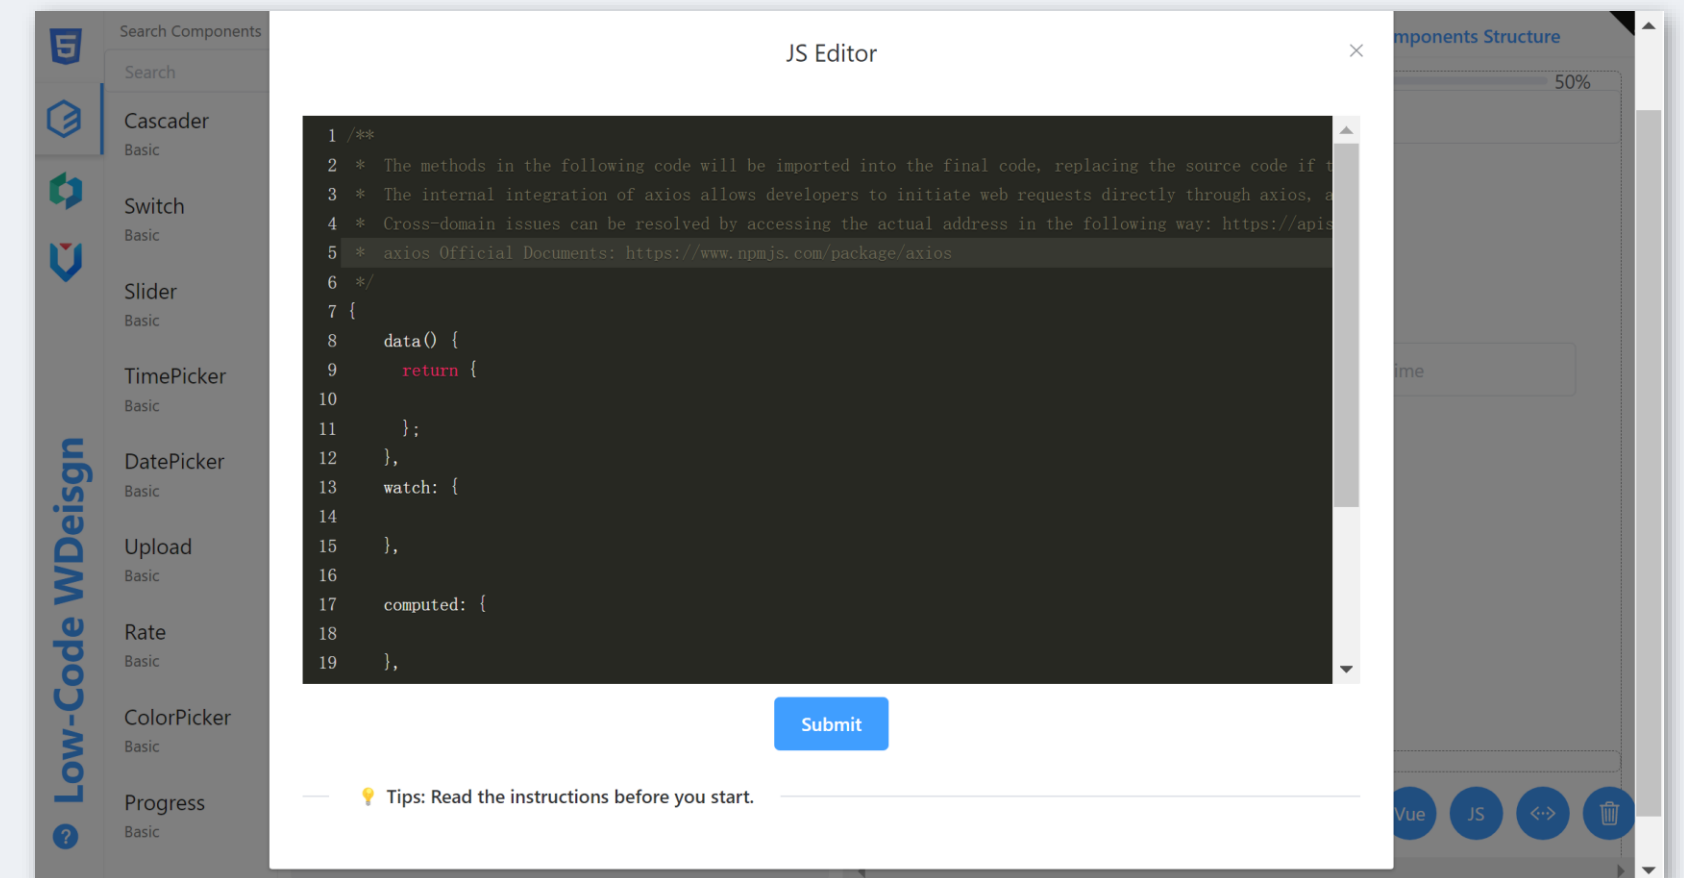 Search Components
Search
Cascader
Basic
Switch
Basic
Slider
Basic
TimePicker
Basic
DatePicker
Basic
Upload
Basic
Rate
Basic
ColorPicker
Basic
Progress
Basic
Low-Code WDeisgn
?
JS Editor
1 /**
2 * The methods in the following code will be imported into the final code, replacing the source code if
3 * The internal integration of axios allows developers to initiate web requests directly through axios,
4 * Cross-domain issues can be resolved by accessing the actual address in the following way: https://apis
5 * axios Official Documents: https://www.npmjs.com/package/axios
6 */
7 {
8 data() {
9 return {
10
11 };
12 },
13 watch: {
14
15 },
16
17 computed: {
18
19 },
Submit
💡 Tips: Read the instructions before you start.
mponents Structure
50%
ime
Vue
JS